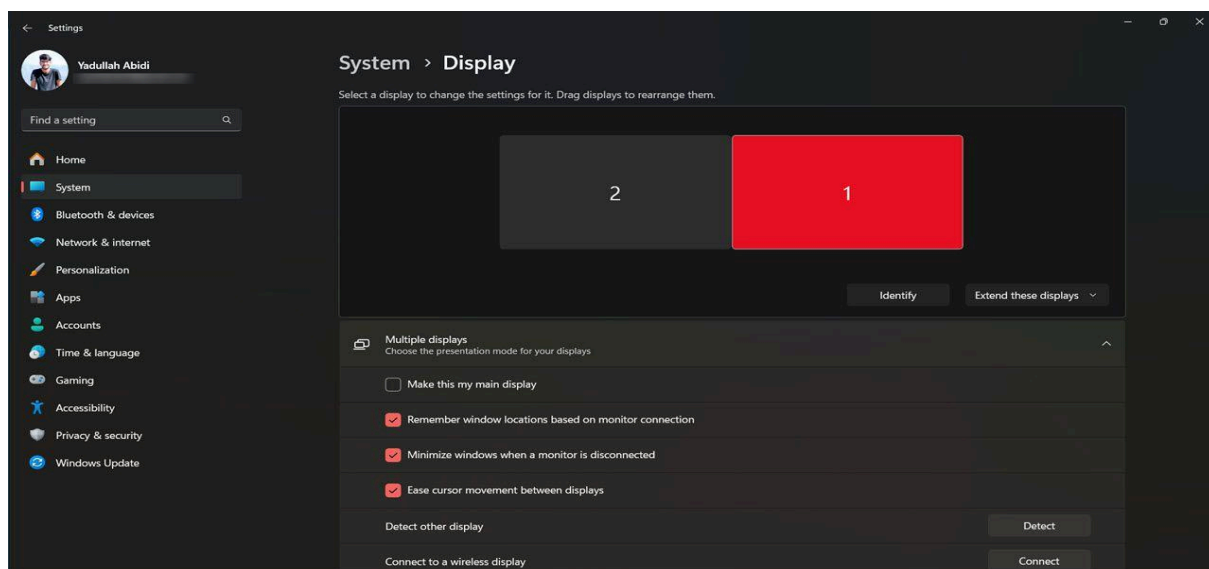 Settings
Yadullah Abidi
Find a setting
Home
System
Bluetooth & devices
Network & internet
Personalization
Apps
Accounts
Time & language
Gaming
Accessibility
Privacy & security
Windows Update
System > Display
Select a display to change the settings for it. Drag displays to rearrange them.
2
1
Identify
Extend these displays
Multiple displays
Choose the presentation mode for your displays
Make this my main display
Remember window locations based on monitor connection
Minimize windows when a monitor is disconnected
Ease cursor movement between displays
Detect other display
Detect
Connect to a wireless display
Connect